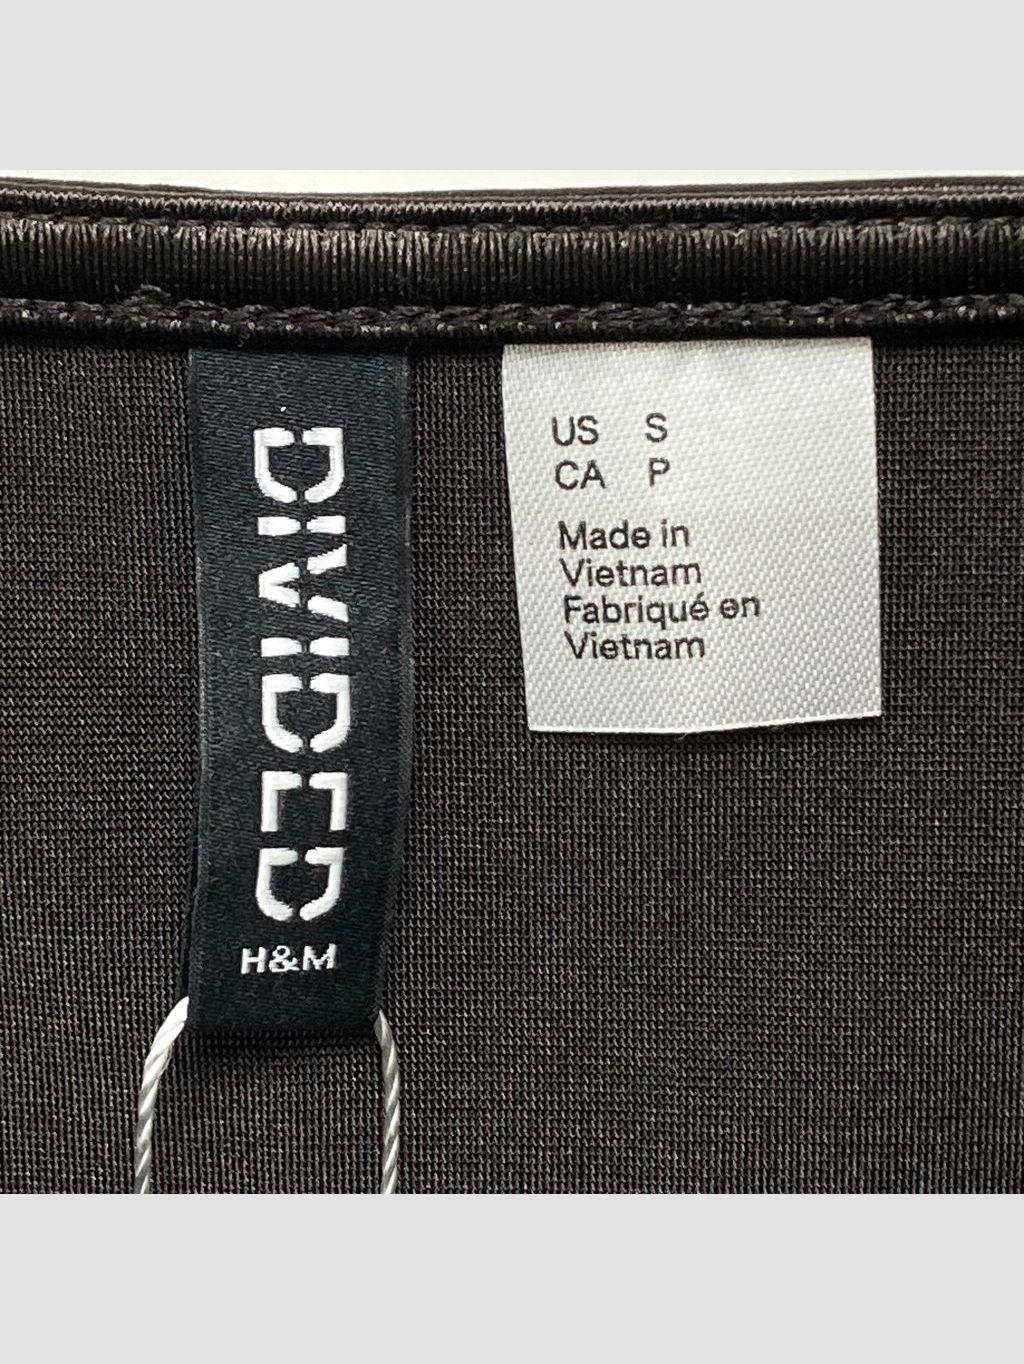 DIVIDED
H&M
US S
CA P
Made in
Vietnam
Fabriqué en
Vietnam